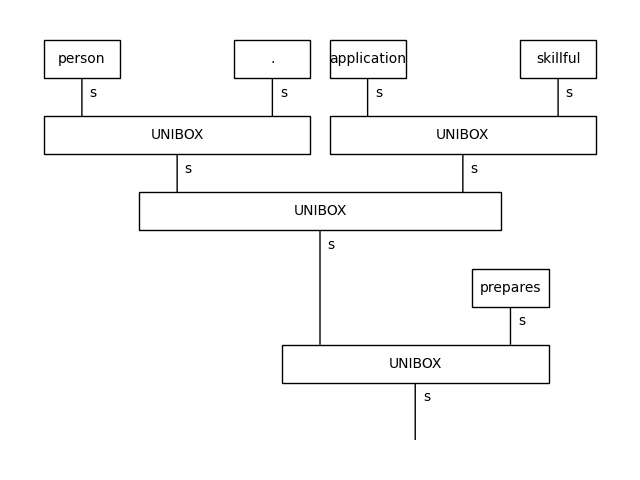 person . application skillful
s s s s
UNIBOX UNIBOX
s s
UNIBOX
s
prepares
s
UNIBOX
s